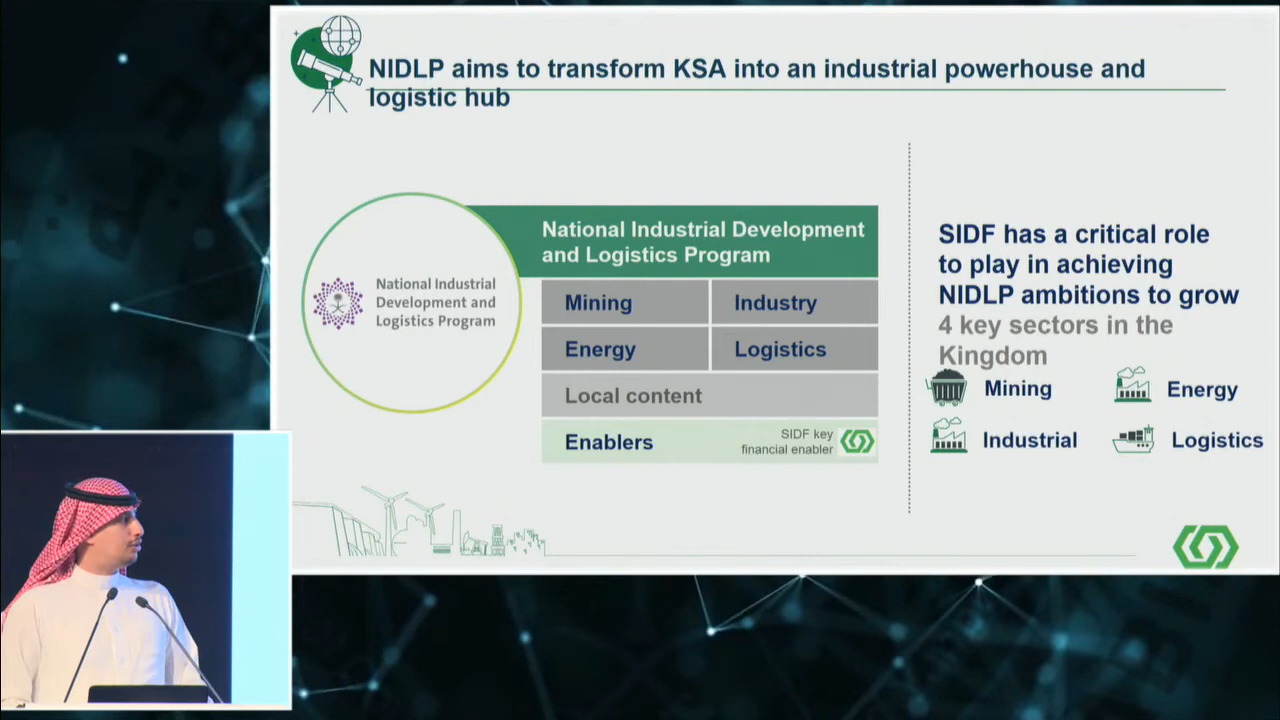 NIDLP aims to transform KSA into an industrial powerhouse and
logistic hub
National Industrial
Development and
Logistics Program
National Industrial Development
and Logistics Program
Mining
Industry
Energy
Logistics
Local content
Enablers
SIDF key
financial enabler
SIDF has a critical role
to play in achieving
NIDLP ambitions to grow
4 key sectors in the
Kingdom
Mining
Energy
Industrial
Logistics